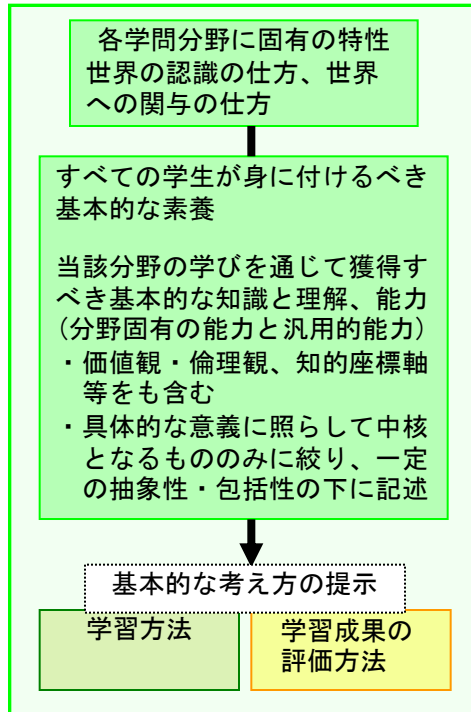 各学問分野に固有の特性
世界の認識の仕方、世界
への関与の仕方
すべての学生が身に付けるべき
基本的な素養
当該分野の学びを通じて獲得す
べき基本的な知識と理解、能力
(分野固有の能力と汎用的能力)
・価値観・倫理観、知的座標軸
等をも含む
・具体的な意義に照らして中核
となるもののみに絞り、一定
の抽象性・包括性の下に記述
基本的な考え方の提示
学習方法
学習成果の
評価方法